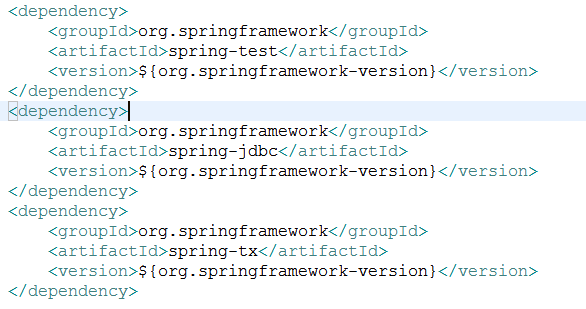 <dependency>
    <groupId>org.springframework</groupId>
    <artifactId>spring-test</artifactId>
    <version>${org.springframework-version}</version>
</dependency>
<dependency>
    <groupId>org.springframework</groupId>
    <artifactId>spring-jdbc</artifactId>
    <version>${org.springframework-version}</version>
</dependency>
<dependency>
    <groupId>org.springframework</groupId>
    <artifactId>spring-tx</artifactId>
    <version>${org.springframework-version}</version>
</dependency>